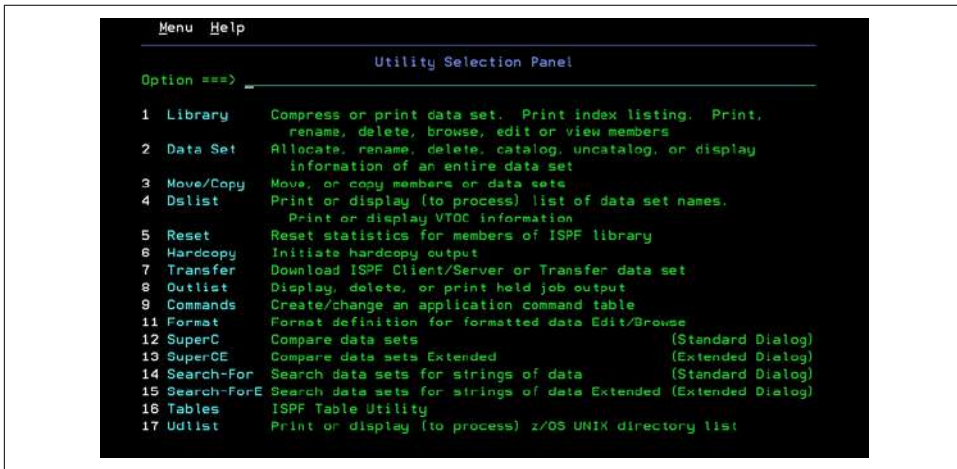 Menu Help
Utility Selection Panel
Option ===> _
1 Library Compress or print data set. Print index listing. Print,
rename, delete, browse, edit or view members
2 Data Set Allocate, rename, delete, catalog, uncatalog, or display
information of an entire data set
3 Move/Copy Move, or copy members or data sets
4 Dslist Print or display (to process) list of data set names.
Print or display VTOC information
5 Reset Reset statistics for members of ISPF library
6 Hardcopy Initiate hardcopy output
7 Transfer Download ISPF Client/Server or Transfer data set
8 Outlist Display, delete, or print held job output
9 Commands Create/change an application command table
11 Format Format definition for formatted data Edit/Browse
12 SuperC Compare data sets (Standard Dialog)
13 SuperCE Compare data sets Extended (Extended Dialog)
14 Search-For Search data sets for strings of data (Standard Dialog)
15 Search-ForE Search data sets for strings of data Extended (Extended Dialog)
16 Tables ISPF Table Utility
17 Udlist Print or display (to process) z/OS UNIX directory list